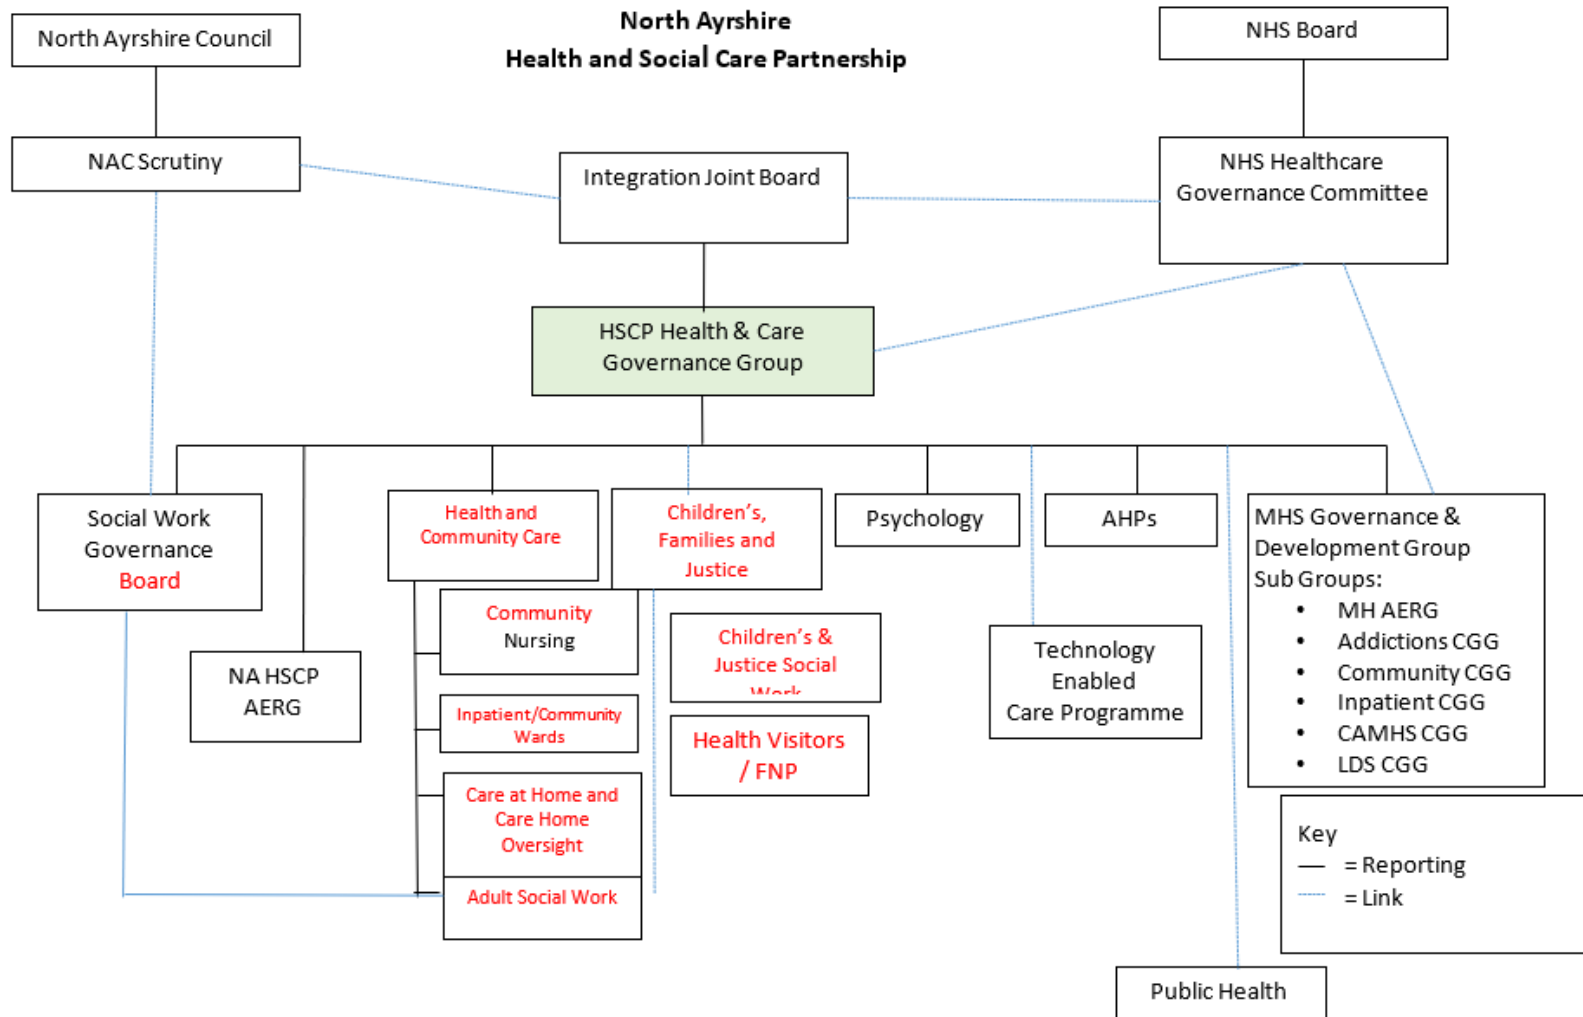 North Ayrshire
Health and Social Care Partnership
North Ayrshire Council
NHS Board
NAC Scrutiny
Integration Joint Board
NHS Healthcare
Governance Committee
HSCP Health & Care
Governance Group
Social Work
Governance
Board
NA HSCP
AERG
Health and
Community Care
Community
Nursing
Inpatient/Community
Wards
Care at Home and
Care Home
Oversight
Adult Social Work
Children's,
Families and
Justice
Children's &
Justice Social
Work
Health Visitors
/ FNP
Psychology
Technology
Enabled
Care Programme
AHPs
Public Health
MHS Governance &
Development Group
Sub Groups:
• MH AERG
• Addictions CGG
• Community CGG
• Inpatient CGG
• CAMHS CGG
• LDS CGG
Key
= Reporting
= Link